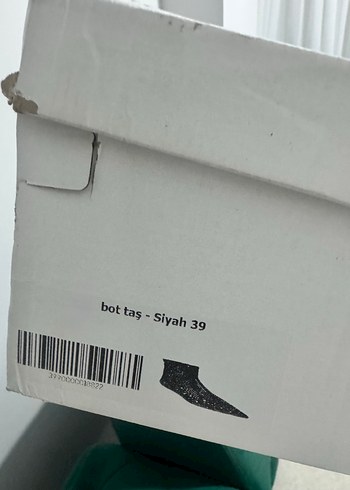 bot taş - Siyah 39